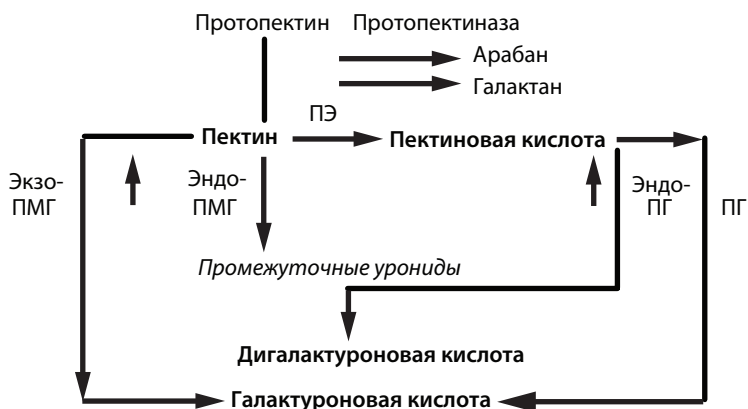 Протопектин Протопектиназа
Арабан
Галактан
ПЭ
Пектин Пектиновая кислота
Экзо-
ПМГ
Эндо-
ПМГ
Эндо-
ПГ
ПГ
Промежуточные урониды
Дигалактуроновая кислота
Галактуроновая кислота